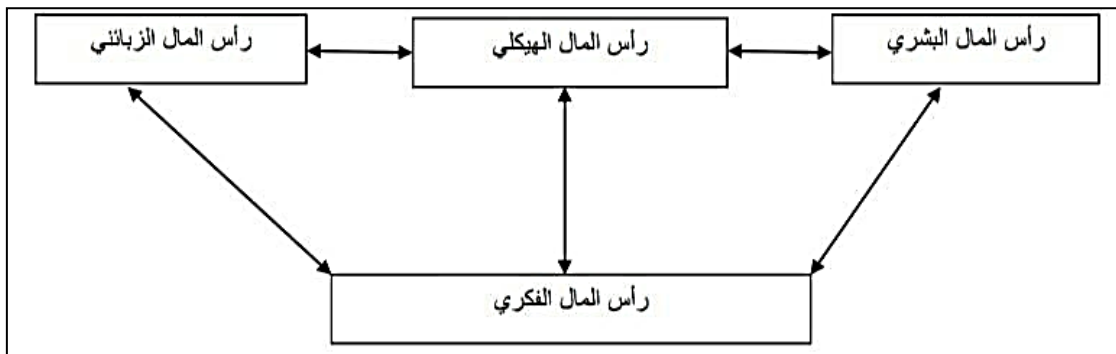 رأس المال البشري
رأس المال الهيكلي
رأس المال الزبائني
رأس المال الفكري